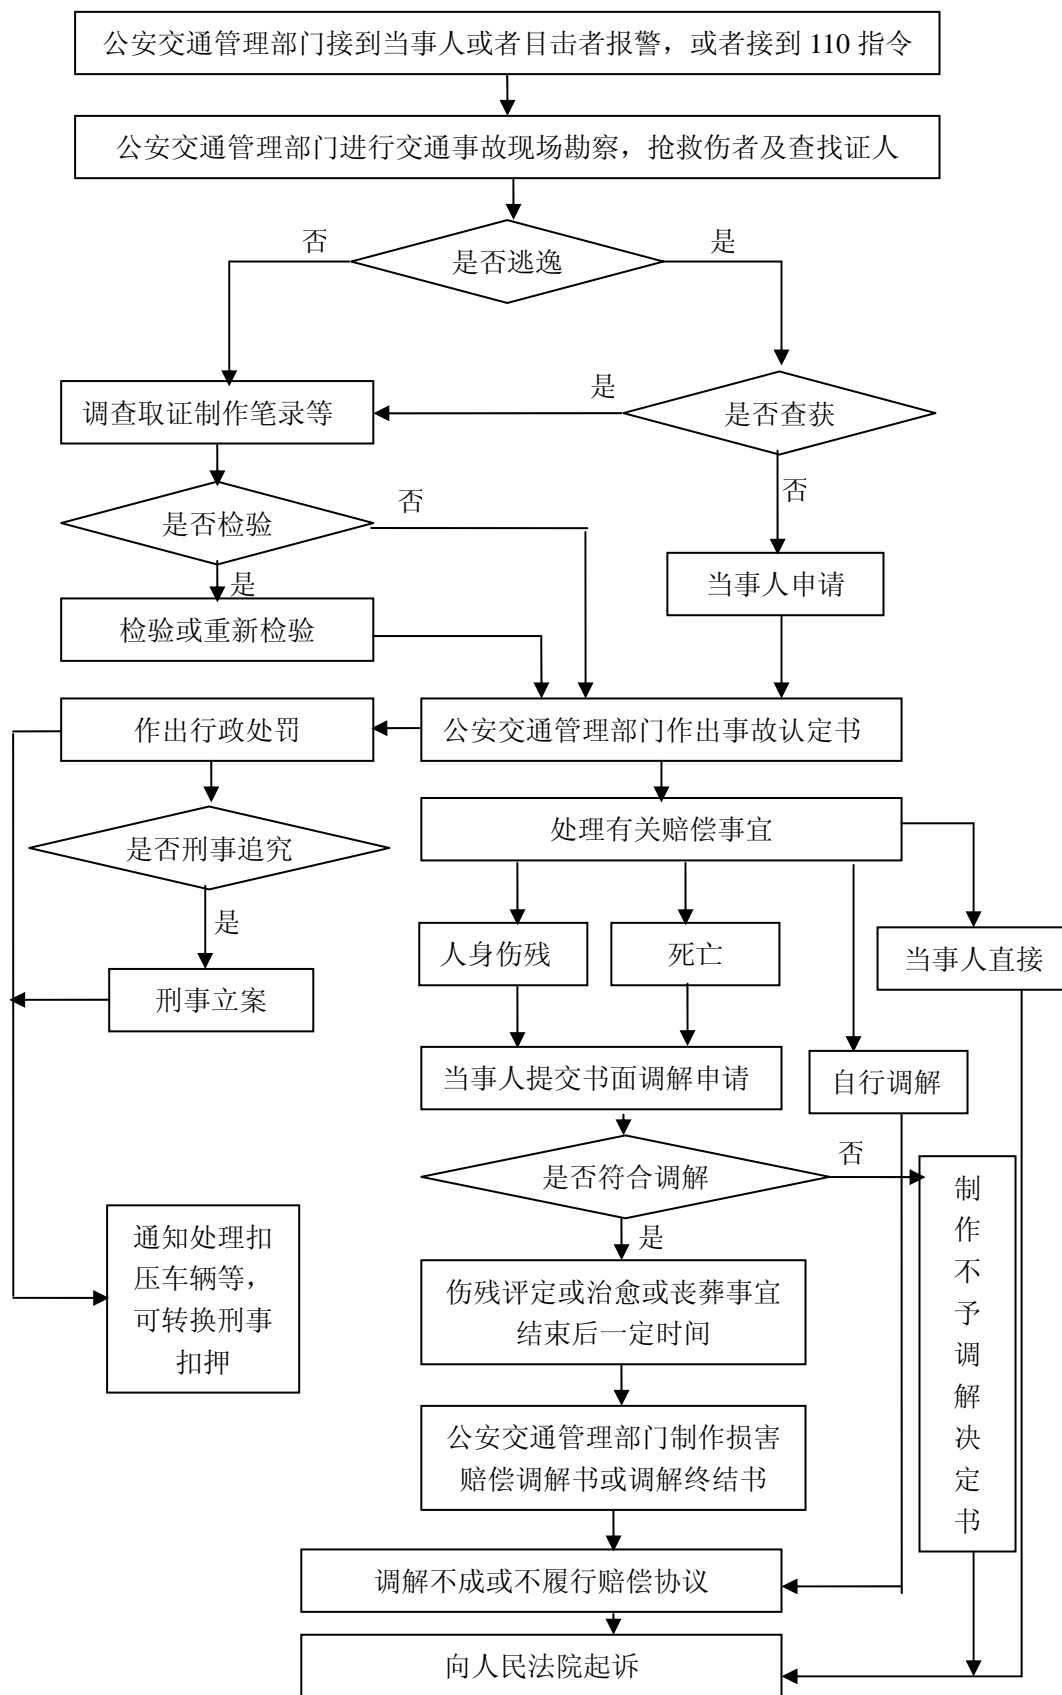 公安交通管理部门接到当事人或者目击者报警，或者接到 110 指令
公安交通管理部门进行交通事故现场勘察，抢救伤者及查找证人
否
是
是否逃逸
是
调查取证制作笔录等
是否查获
否
否
是否检验
是
当事人申请
检验或重新检验
作出行政处罚
公安交通管理部门作出事故认定书
处理有关赔偿事宜
是否刑事追究
是
人身伤残
死亡
当事人直接
刑事立案
当事人提交书面调解申请
自行调解
否
是否符合调解
制
作
不
予
调
解
决
定
书
是
通知处理扣
压车辆等，
可转换刑事
扣押
伤残评定或治愈或丧葬事宜
结束后一定时间
公安交通管理部门制作损害
赔偿调解书或调解终结书
调解不成或不履行赔偿协议
向人民法院起诉